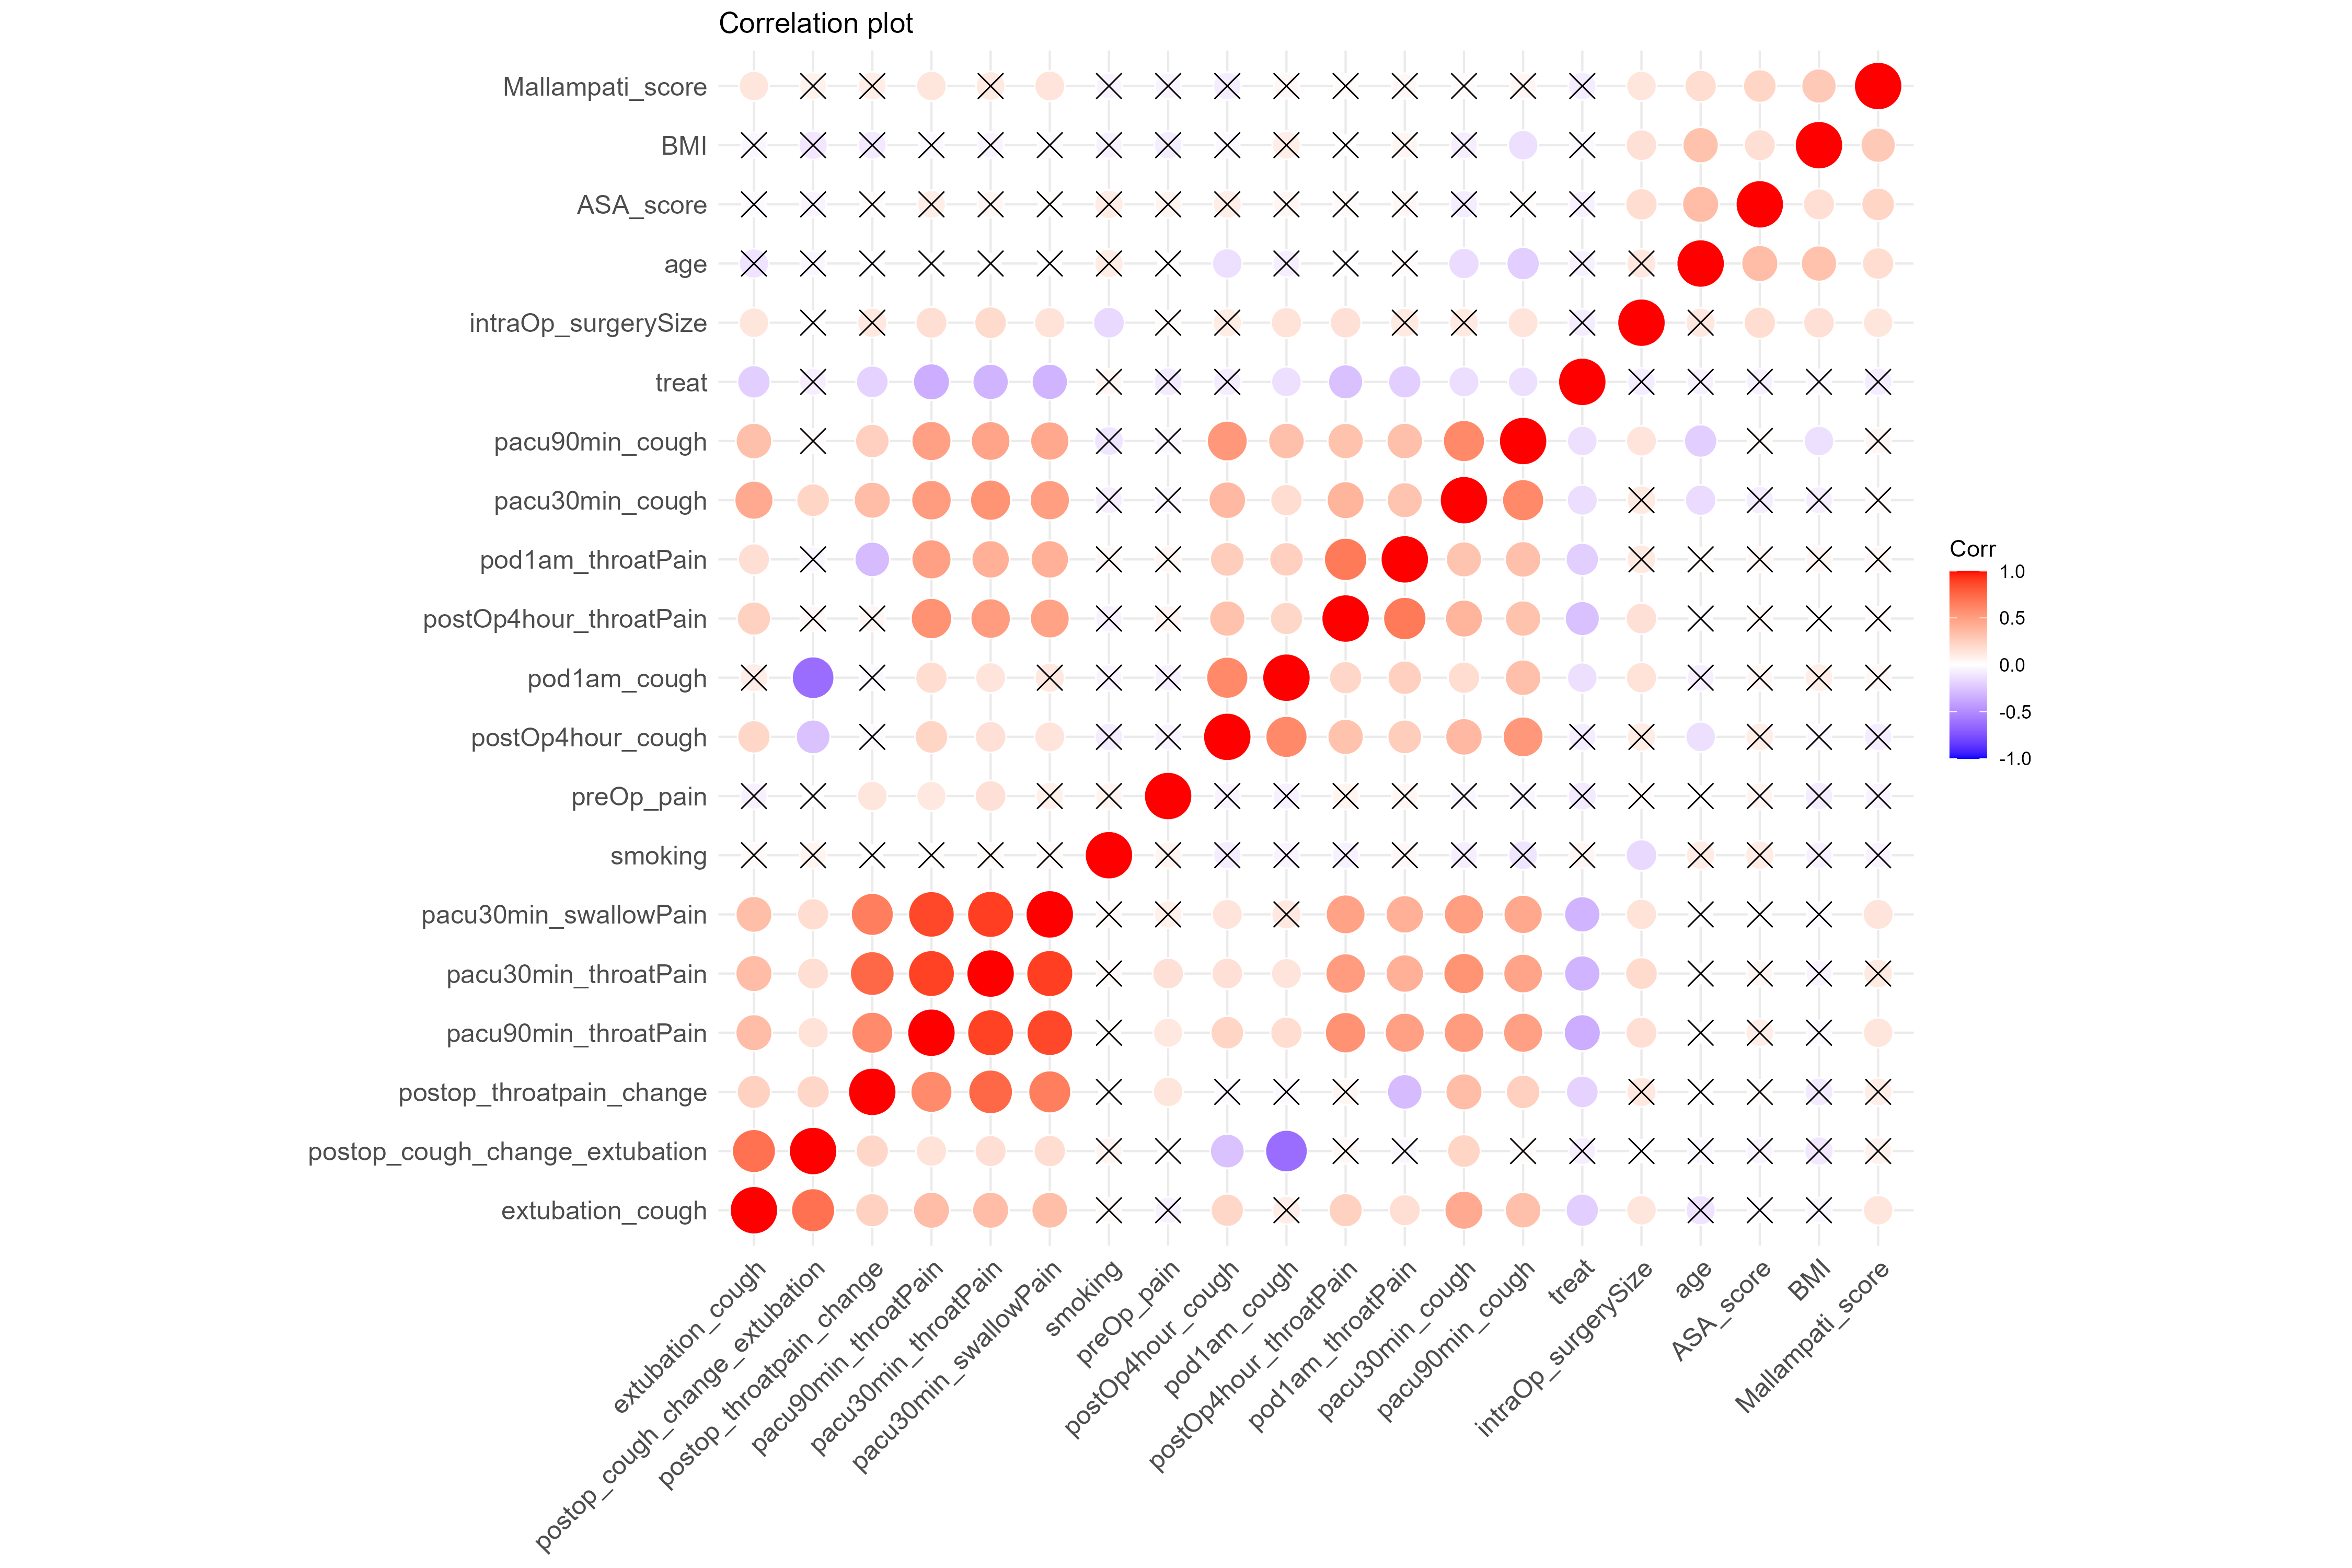 Correlation plot
Mallampati_score
BMI
ASA_score
age
intraOp_surgerySize
treat
pacu90min_cough
pacu30min_cough
pod1am_throatPain
postOp4hour_throatPain
pod1am_cough
postOp4hour_cough
preOp_pain
smoking
pacu30min_swallowPain
pacu30min_throatPain
pacu90min_throatPain
postop_throatpain_change
postop_cough_change_extubation
extubation_cough
extubation_cough
postop_cough_change_extubation
postop_throatpain_change
pacu90min_throatPain
pacu30min_throatPain
pacu30min_swallowPain
smoking
preOp_pain
postOp4hour_cough
pod1am_cough
postOp4hour_throatPain
pod1am_throatPain
pacu30min_cough
pacu90min_cough
treat
intraOp_surgerySize
age
ASA_score
BMI
Mallampati_score
Corr
1.0
0.5
0.0
-0.5
-1.0